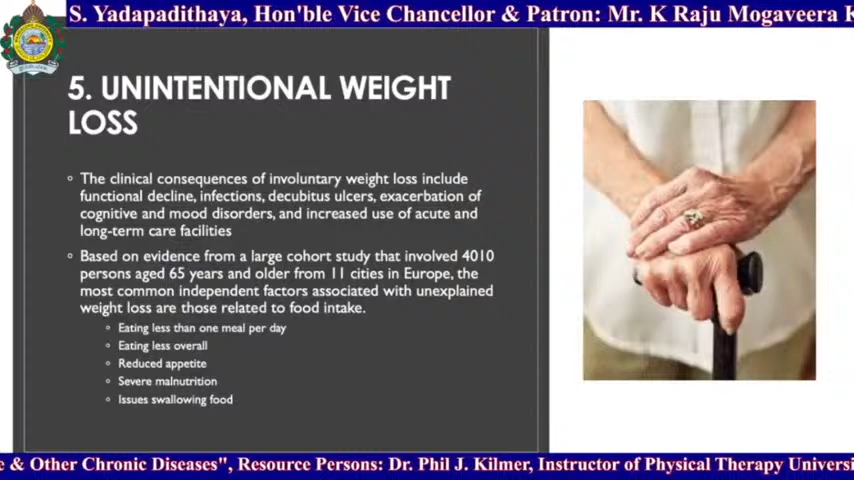 S. Yadapadithaya, Hon'ble Vice Chancellor & Patron: Mr. K Raju Mogaveera K
5. UNINTENTIONAL WEIGHT
LOSS
The clinical consequences of involuntary weight loss include
functional decline, infections, decubitus ulcers, exacerbation of
cognitive and mood disorders, and increased use of acute and
long-term care facilities
Based on evidence from a large cohort study that involved 4010
persons aged 65 years and older from 11 cities in Europe, the
most common independent factors associated with unexplained
weight loss are those related to food intake.
Eating less than one meal per day
Eating less overall
Reduced appetite
Severe malnutrition
Issues swallowing food
e & Other Chronic Diseases", Resource Persons: Dr. Phil J. Kilmer, Instructor of Physical Therapy Universi